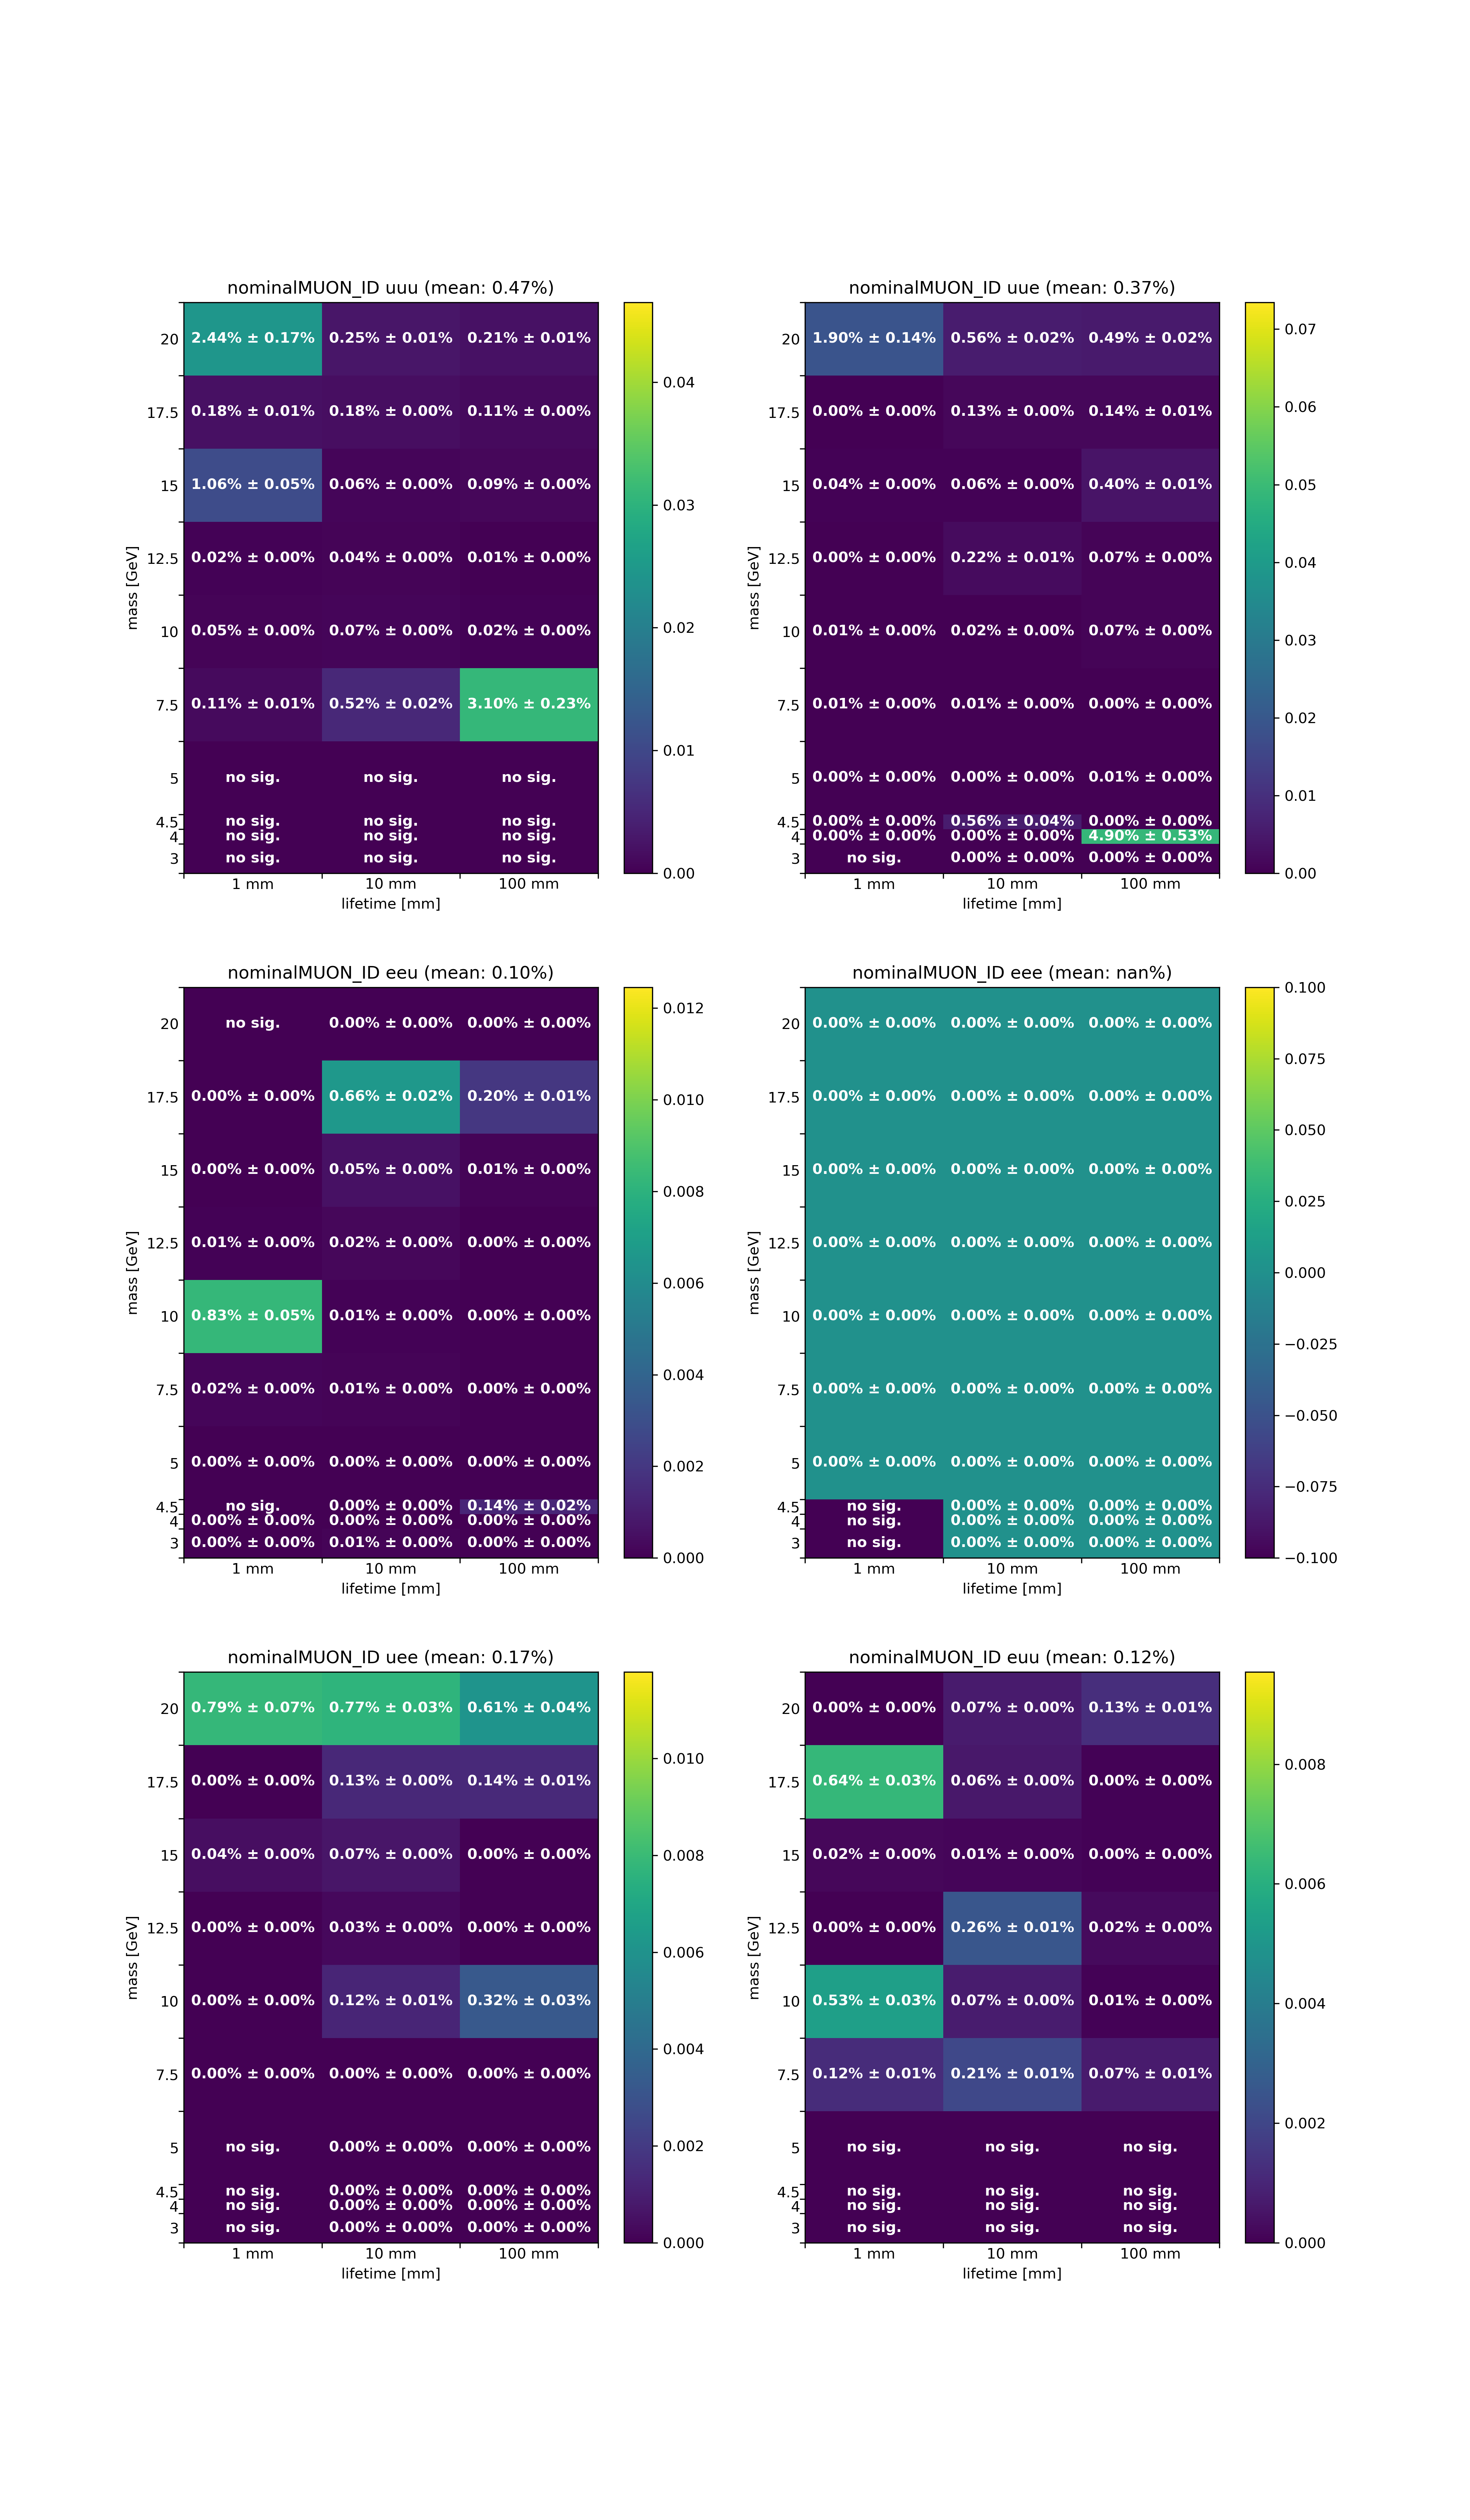 nominalMUON_ID uuu (mean: 0.47%)
mass [GeV]
20
2.44% ± 0.17% 0.25% ± 0.01% 0.21% ± 0.01%
17.5
0.18% ± 0.01% 0.18% ± 0.00% 0.11% ± 0.00%
15
1.06% ± 0.05% 0.06% ± 0.00% 0.09% ± 0.00%
12.5
0.02% ± 0.00% 0.04% ± 0.00% 0.01% ± 0.00%
10
0.05% ± 0.00% 0.07% ± 0.00% 0.02% ± 0.00%
7.5
0.11% ± 0.01% 0.52% ± 0.02% 3.10% ± 0.23%
5
no sig. no sig. no sig.
4.5
no sig. no sig. no sig.
4
no sig. no sig. no sig.
3
no sig. no sig. no sig.
1 mm 10 mm 100 mm
lifetime [mm]
0.04
0.03
0.02
0.01
0.00
nominalMUON_ID uue (mean: 0.37%)
mass [GeV]
20
1.90% ± 0.14% 0.56% ± 0.02% 0.49% ± 0.02%
17.5
0.00% ± 0.00% 0.13% ± 0.00% 0.14% ± 0.01%
15
0.04% ± 0.00% 0.06% ± 0.00% 0.40% ± 0.01%
12.5
0.00% ± 0.00% 0.22% ± 0.01% 0.07% ± 0.00%
10
0.01% ± 0.00% 0.02% ± 0.00% 0.07% ± 0.00%
7.5
0.01% ± 0.00% 0.01% ± 0.00% 0.00% ± 0.00%
5
0.00% ± 0.00% 0.00% ± 0.00% 0.01% ± 0.00%
4.5
0.00% ± 0.00% 0.56% ± 0.04% 0.00% ± 0.00%
4
0.00% ± 0.00% 0.00% ± 0.00% 4.90% ± 0.53%
3
no sig. 0.00% ± 0.00% 0.00% ± 0.00%
1 mm 10 mm 100 mm
lifetime [mm]
0.07
0.06
0.05
0.04
0.03
0.02
0.01
0.00
nominalMUON_ID eeu (mean: 0.10%)
mass [GeV]
20
no sig. 0.00% ± 0.00% 0.00% ± 0.00%
17.5
0.00% ± 0.00% 0.66% ± 0.02% 0.20% ± 0.01%
15
0.00% ± 0.00% 0.05% ± 0.00% 0.01% ± 0.00%
12.5
0.01% ± 0.00% 0.02% ± 0.00% 0.00% ± 0.00%
10
0.83% ± 0.05% 0.01% ± 0.00% 0.00% ± 0.00%
7.5
0.02% ± 0.00% 0.01% ± 0.00% 0.00% ± 0.00%
5
0.00% ± 0.00% 0.00% ± 0.00% 0.00% ± 0.00%
4.5
no sig. 0.00% ± 0.00% 0.14% ± 0.02%
4
0.00% ± 0.00% 0.00% ± 0.00% 0.00% ± 0.00%
3
0.00% ± 0.00% 0.01% ± 0.00% 0.00% ± 0.00%
1 mm 10 mm 100 mm
lifetime [mm]
0.012
0.010
0.008
0.006
0.004
0.002
0.000
nominalMUON_ID eee (mean: nan%)
mass [GeV]
20
0.00% ± 0.00% 0.00% ± 0.00% 0.00% ± 0.00%
17.5
0.00% ± 0.00% 0.00% ± 0.00% 0.00% ± 0.00%
15
0.00% ± 0.00% 0.00% ± 0.00% 0.00% ± 0.00%
12.5
0.00% ± 0.00% 0.00% ± 0.00% 0.00% ± 0.00%
10
0.00% ± 0.00% 0.00% ± 0.00% 0.00% ± 0.00%
7.5
0.00% ± 0.00% 0.00% ± 0.00% 0.00% ± 0.00%
5
0.00% ± 0.00% 0.00% ± 0.00% 0.00% ± 0.00%
4.5
no sig. 0.00% ± 0.00% 0.00% ± 0.00%
4
no sig. 0.00% ± 0.00% 0.00% ± 0.00%
3
no sig. 0.00% ± 0.00% 0.00% ± 0.00%
1 mm 10 mm 100 mm
lifetime [mm]
0.100
0.075
0.050
0.025
0.000
−0.025
−0.050
−0.075
−0.100
nominalMUON_ID uee (mean: 0.17%)
mass [GeV]
20
0.79% ± 0.07% 0.77% ± 0.03% 0.61% ± 0.04%
17.5
0.00% ± 0.00% 0.13% ± 0.00% 0.14% ± 0.01%
15
0.04% ± 0.00% 0.07% ± 0.00% 0.00% ± 0.00%
12.5
0.00% ± 0.00% 0.03% ± 0.00% 0.00% ± 0.00%
10
0.00% ± 0.00% 0.12% ± 0.01% 0.32% ± 0.03%
7.5
0.00% ± 0.00% 0.00% ± 0.00% 0.00% ± 0.00%
5
no sig. 0.00% ± 0.00% 0.00% ± 0.00%
4.5
no sig. 0.00% ± 0.00% 0.00% ± 0.00%
4
no sig. 0.00% ± 0.00% 0.00% ± 0.00%
3
no sig. 0.00% ± 0.00% 0.00% ± 0.00%
1 mm 10 mm 100 mm
lifetime [mm]
0.010
0.008
0.006
0.004
0.002
0.000
nominalMUON_ID euu (mean: 0.12%)
mass [GeV]
20
0.00% ± 0.00% 0.07% ± 0.00% 0.13% ± 0.01%
17.5
0.64% ± 0.03% 0.06% ± 0.00% 0.00% ± 0.00%
15
0.02% ± 0.00% 0.01% ± 0.00% 0.00% ± 0.00%
12.5
0.00% ± 0.00% 0.26% ± 0.01% 0.02% ± 0.00%
10
0.53% ± 0.03% 0.07% ± 0.00% 0.01% ± 0.00%
7.5
0.12% ± 0.01% 0.21% ± 0.01% 0.07% ± 0.01%
5
no sig. no sig. no sig.
4.5
no sig. no sig. no sig.
4
no sig. no sig. no sig.
3
no sig. no sig. no sig.
1 mm 10 mm 100 mm
lifetime [mm]
0.008
0.006
0.004
0.002
0.000